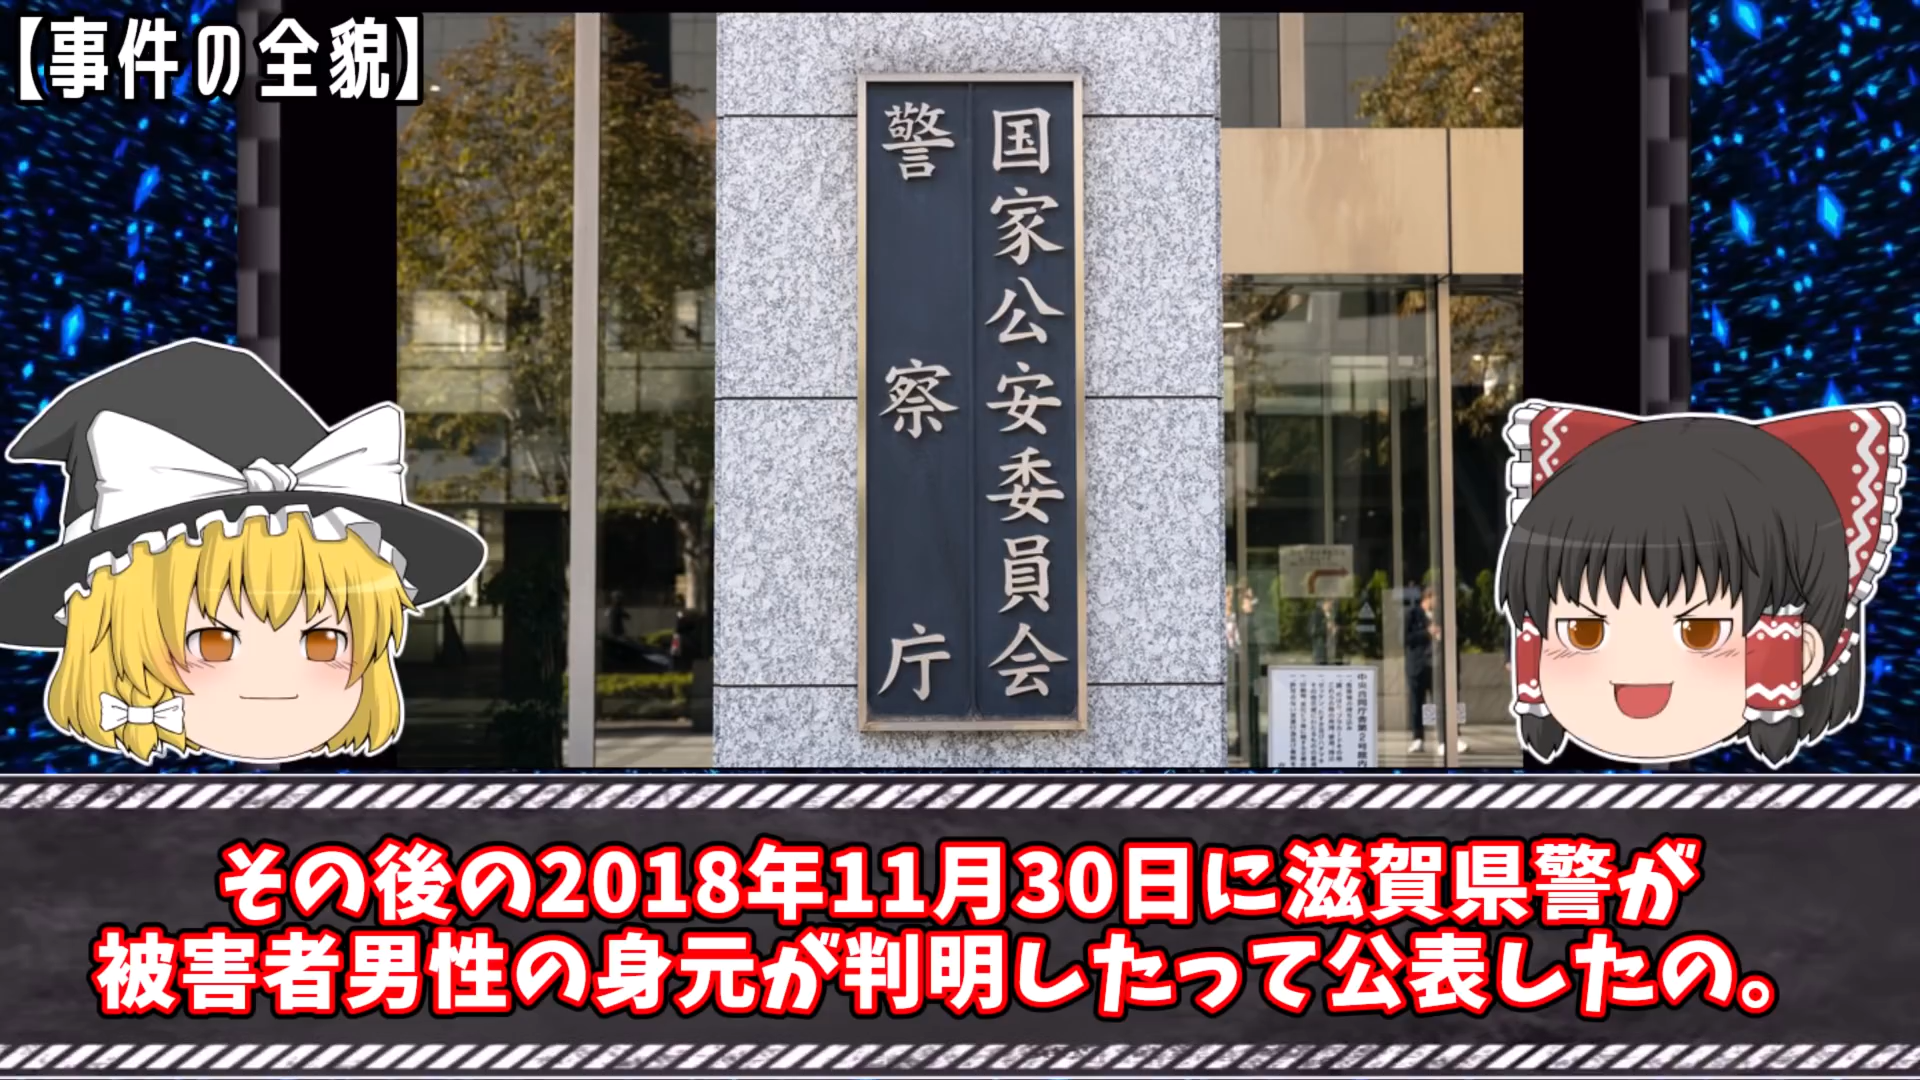 【事件の全貌】
国家公安委員会
警察庁
その後の2018年11月30日に滋賀県警が
被害者男性の身元が判明したって公表したの。